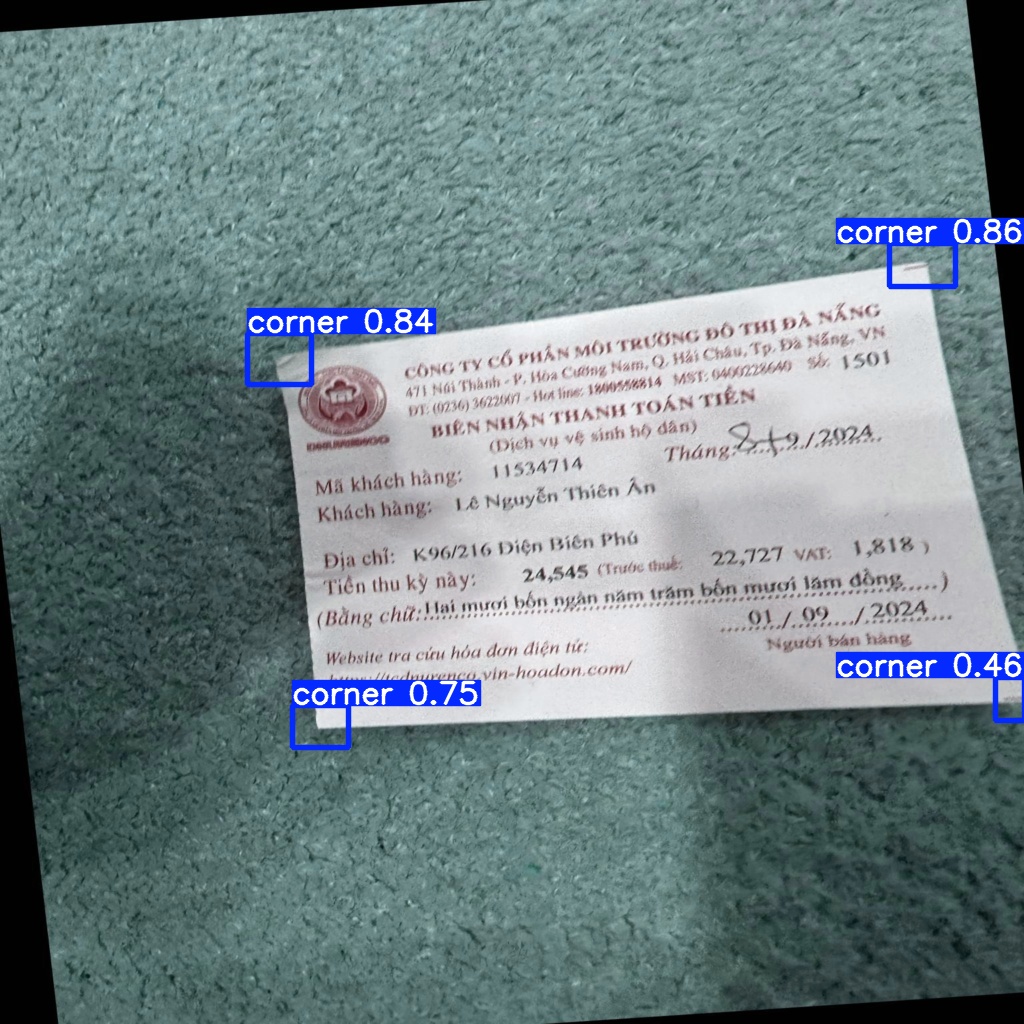 corner 0.86
corner 0.84
CÔNG TY CỔ PHẦN MÔI TRƯỜNG ĐÔ THỊ ĐÀ NẴNG
471 Núi Thành - P. Hòa Cường Nam, Q. Hải Châu, Tp. Đà Nẵng, VN
ĐT: (0236) 3622007 - Hot line: 1800558814 MST: 0400228640 Số: 1501
BIÊN NHẬN THANH TOÁN TIỀN
(Dịch vụ vệ sinh hộ dân)
Tháng: 8+9/2024
Mã khách hàng: 11534714
Khách hàng: Lê Nguyễn Thiên Ân
Địa chỉ: K96/216 Điện Biên Phủ
Tiền thu kỳ này: 24,545 (Trước thuế: 22,727 VAT: 1,818 )
(Bằng chữ: Hai mươi bốn ngàn năm trăm bốn mươi lăm đồng.....)
01/09/2024
Người bán hàng
Website tra cứu hóa đơn điện tử:
vin-hoadon.com/
corner 0.46
corner 0.75